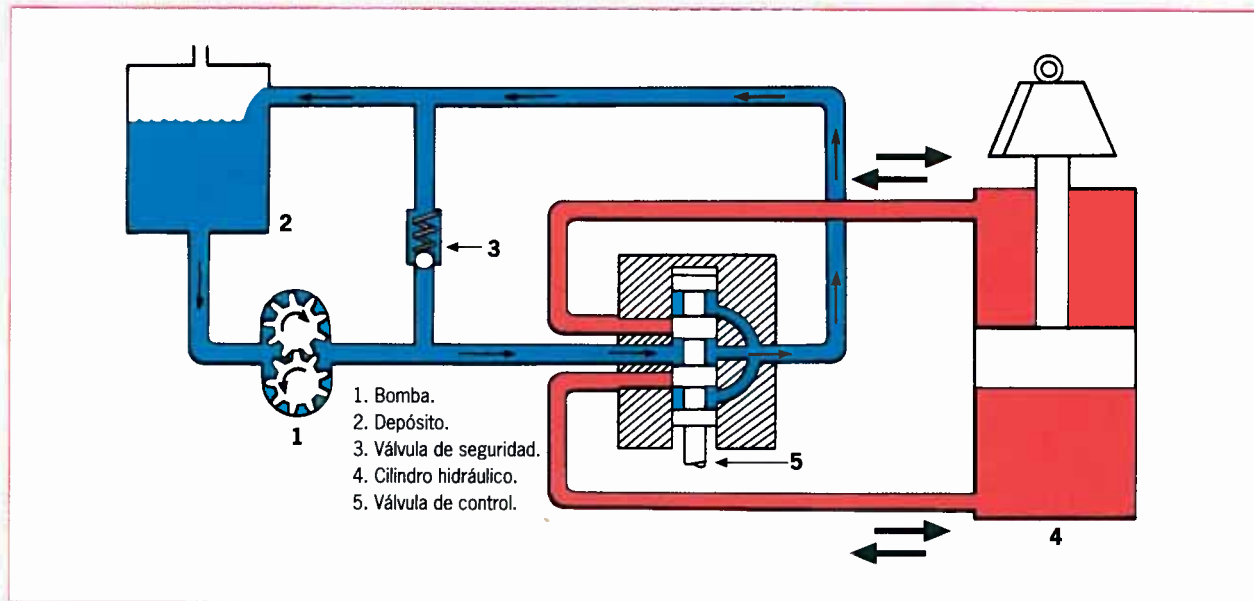 2
3
1. Bomba.
2. Depósito.
3. Válvula de seguridad.
4. Cilindro hidráulico.
5. Válvula de control.
1
5
4